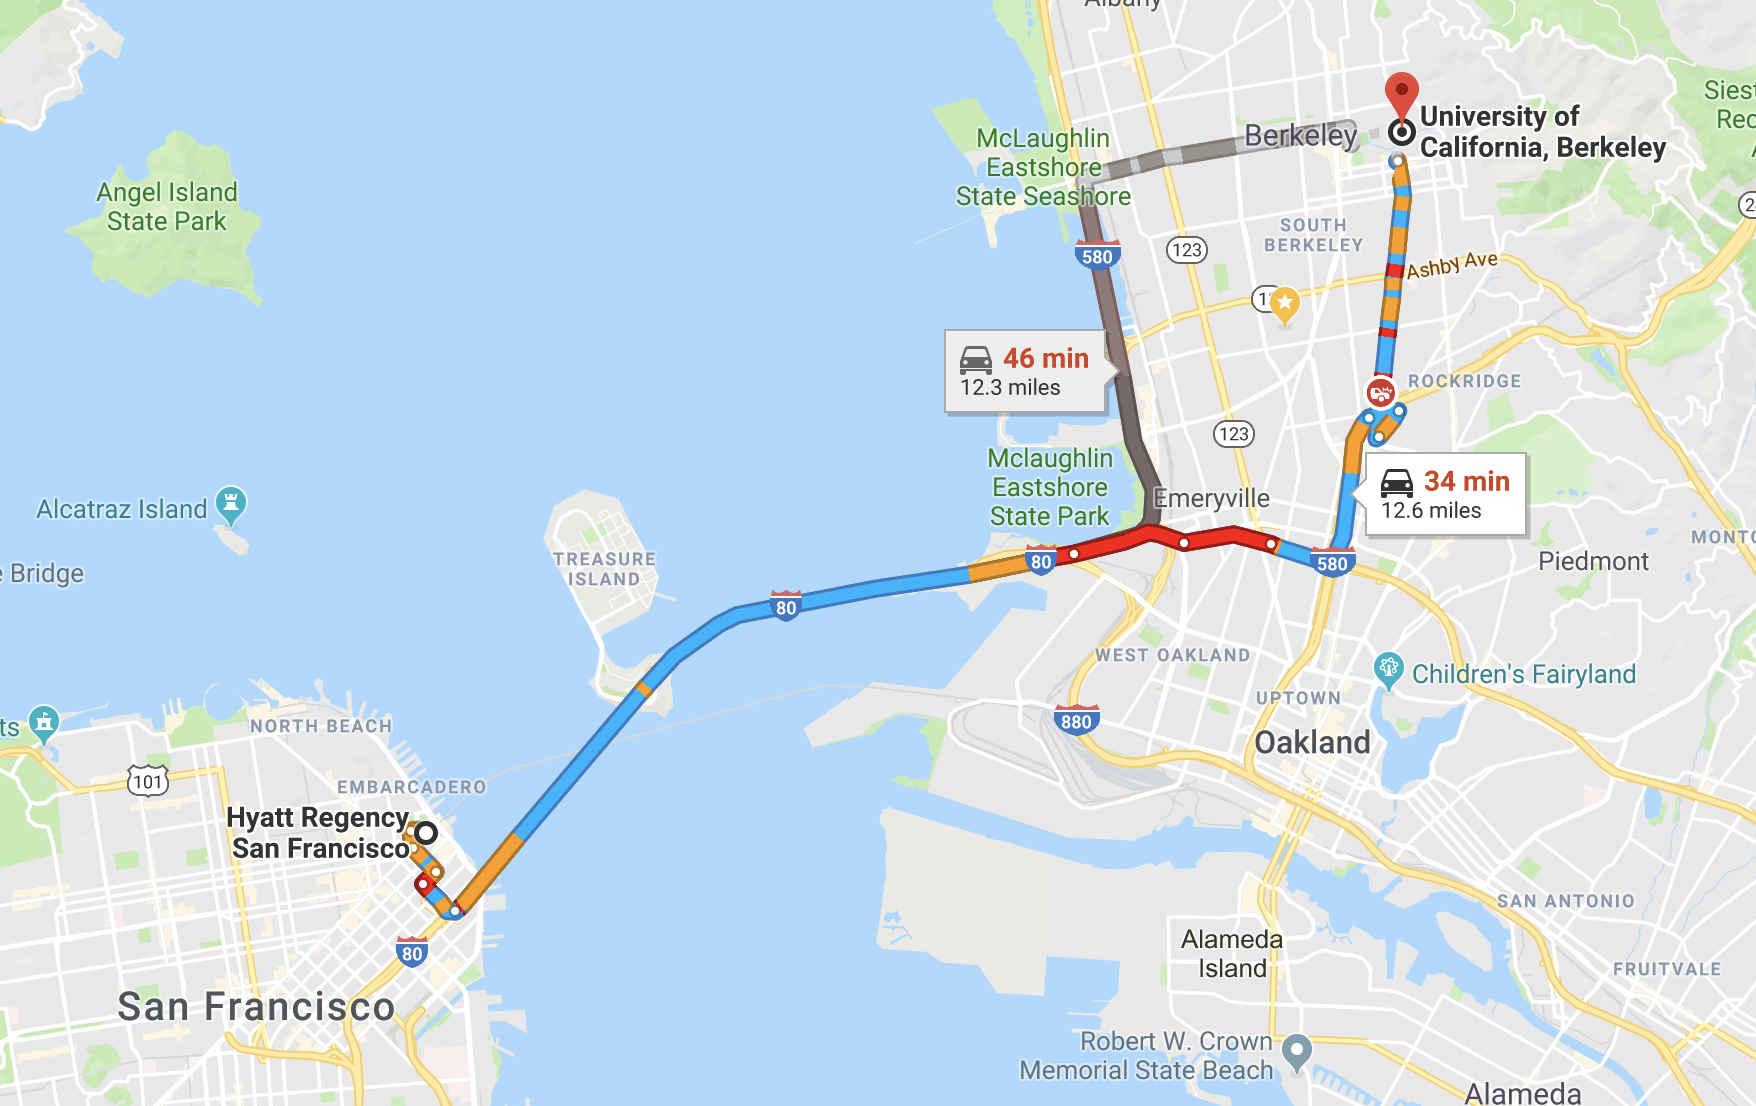 Albany
Siest
Rec
University of
California, Berkeley
Berkeley
McLaughlin
Eastshore
State Seashore
Angel Island
State Park
SOUTH
BERKELEY
123
580
Ashby Ave
46 min
12.3 miles
ROCKRIDGE
123
Mclaughlin
Eastshore
State Park
Emeryville
34 min
12.6 miles
Alcatraz Island
TREASURE
ISLAND
80
580
Piedmont
MONTC
e Bridge
80
WEST OAKLAND
Children's Fairyland
UPTOWN
880
Oakland
ts
NORTH BEACH
101
EMBARCADERO
Hyatt Regency
San Francisco
80
San Francisco
SAN ANTONIO
Alameda
Island
FRUITVALE
Robert W. Crown
Memorial State Beach
Alameda